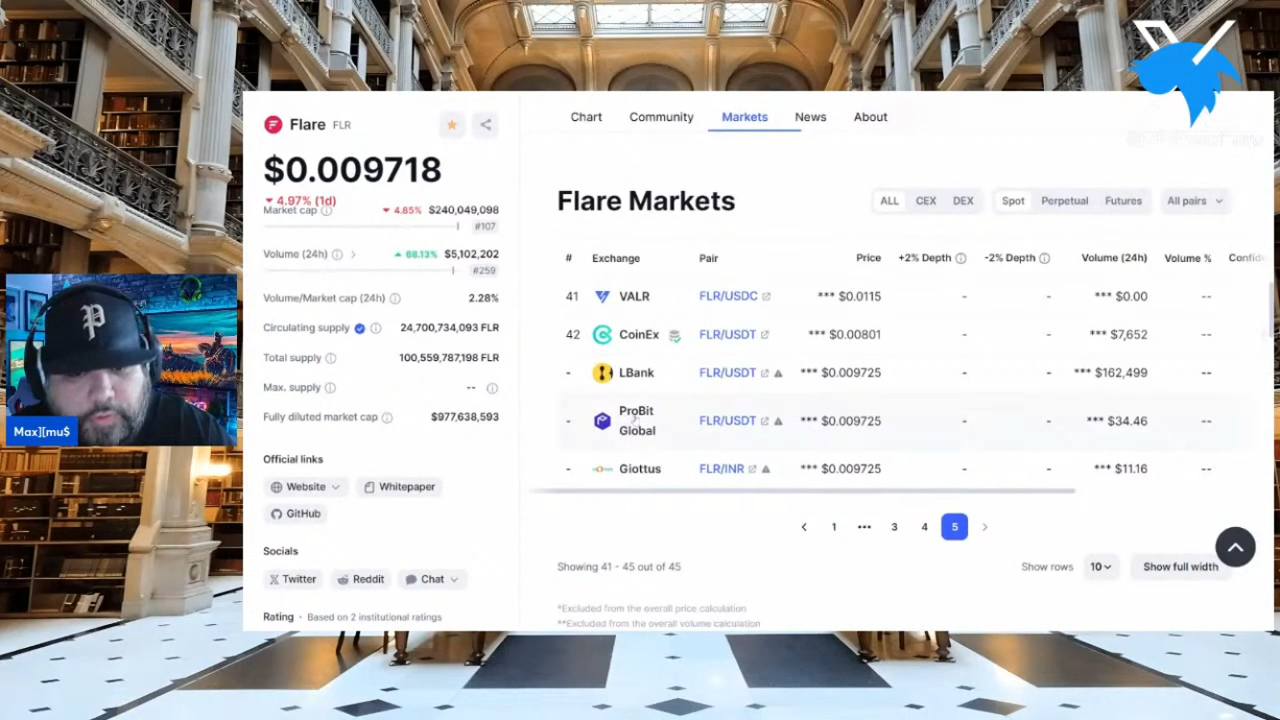 Flare FLR
$0.009718
4.97% (1d)
Market cap 4.85% $240,049,098
#107
Volume (24h) 68.13% $5,102,202
#259
Volume/Market cap (24h) 2.28%
Circulating supply 24,700,734,093 FLR
Total supply 100,559,787,198 FLR
Max. supply --
Fully diluted market cap $977,638,593
Official links
Website Whitepaper
GitHub
Socials
Twitter Reddit Chat
Rating · Based on 2 institutional ratings
Chart Community Markets News About
Flare Markets
ALL CEX DEX Spot Perpetual Futures All pairs
# Exchange Pair Price +2% Depth -2% Depth Volume (24h) Volume %
41 VALR FLR/USDC *** $0.0115 - - *** $0.00 --
42 CoinEx FLR/USDT *** $0.00801 - - *** $7,652 --
- LBank FLR/USDT *** $0.009725 - - *** $162,499 --
- ProBit Global FLR/USDT *** $0.009725 - - *** $34.46 --
- Giottus FLR/INR *** $0.009725 - - *** $11.16 --
1 ••• 3 4 5
Showing 41 - 45 out of 45 Show rows 10 Show full width
*Excluded from the overall price calculation
**Excluded from the overall volume calculation
Max][mu$
P